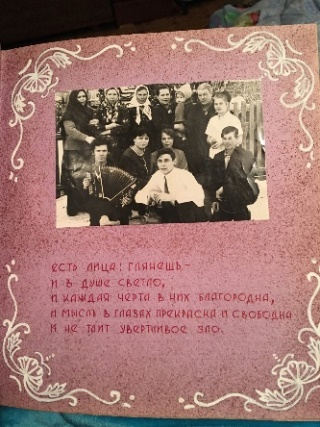 есть лица: глянешь -
и в душе светло,
и каждая черта в них благородна,
и мысль в глазах прекрасна и свободна
и не таит увертливое зло.